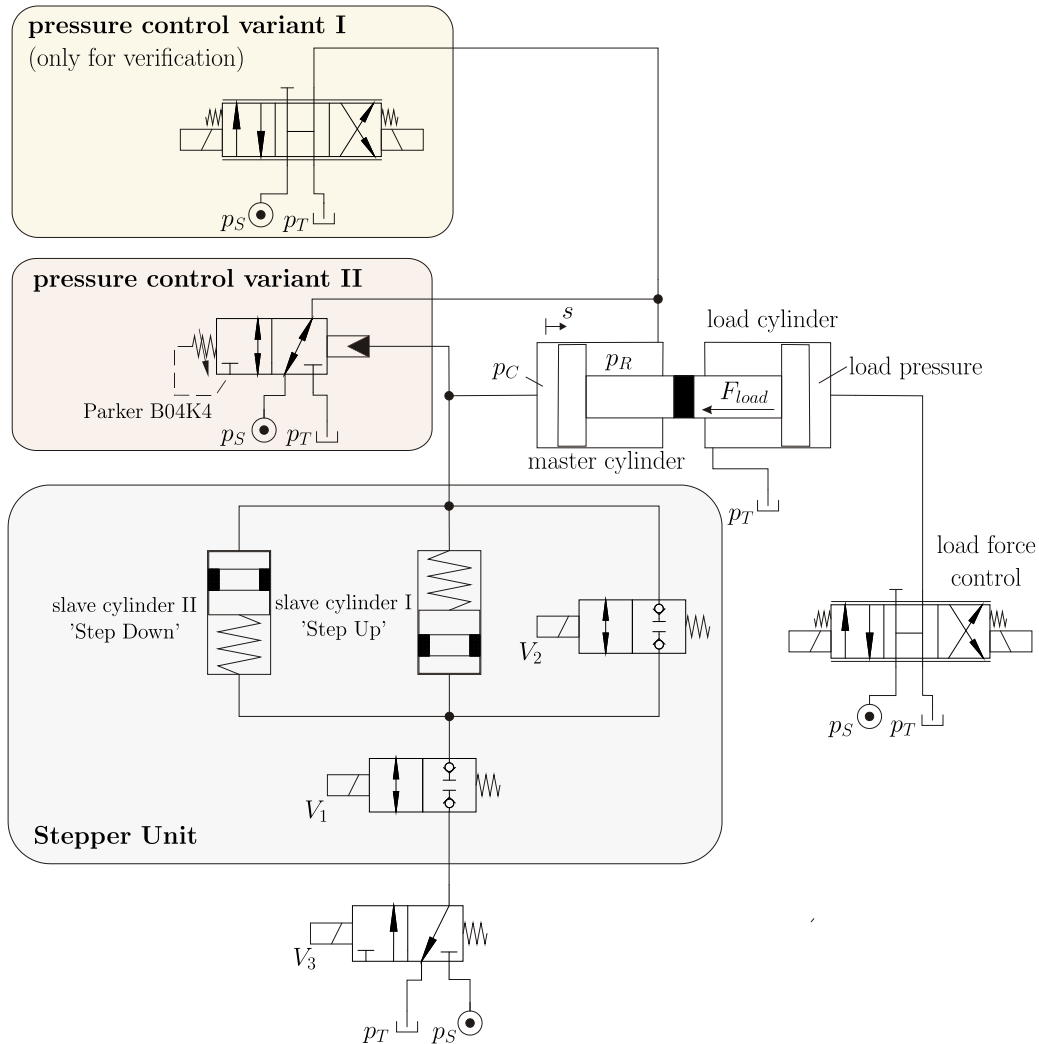 pressure control variant I
(only for verification)
p_S
p_T
pressure control variant II
Parker B04K4
p_S
p_T
s
p_C
p_R
F_load
master cylinder
load cylinder
load pressure
p_T
load force
control
p_S
p_T
slave cylinder II
'Step Down'
slave cylinder I
'Step Up'
V_2
V_1
Stepper Unit
V_3
p_T
p_S